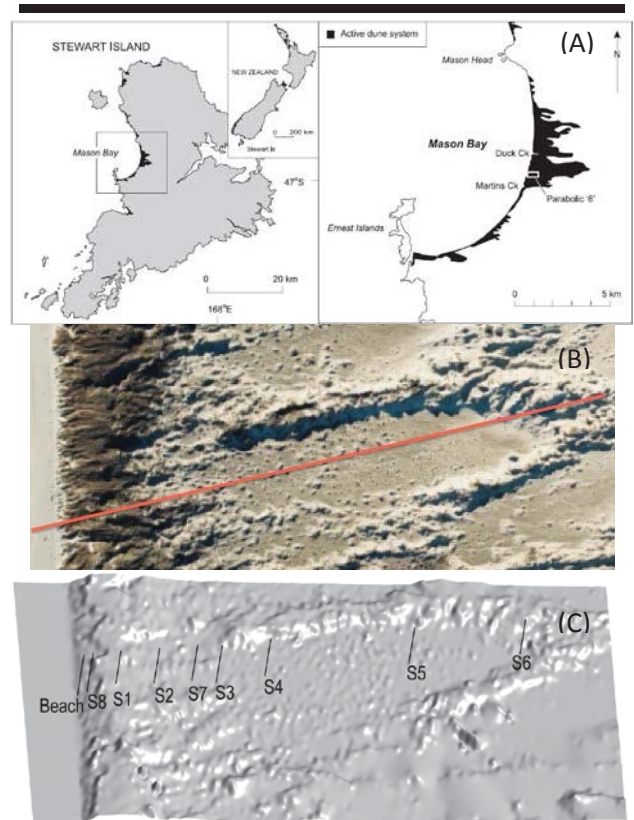 (A)
STEWART ISLAND
NEW ZEALAND
0 200 km
Stewart Is
Mason Bay
47°S
0 20 km
168°E
Active dune system
N
Mason Head
Mason Bay
Duck Ck
Martins Ck
Parabolic '6'
Ernest Islands
0 5 km
(B)
(C)
Beach
S8
S1
S2
S7
S3
S4
S5
S6